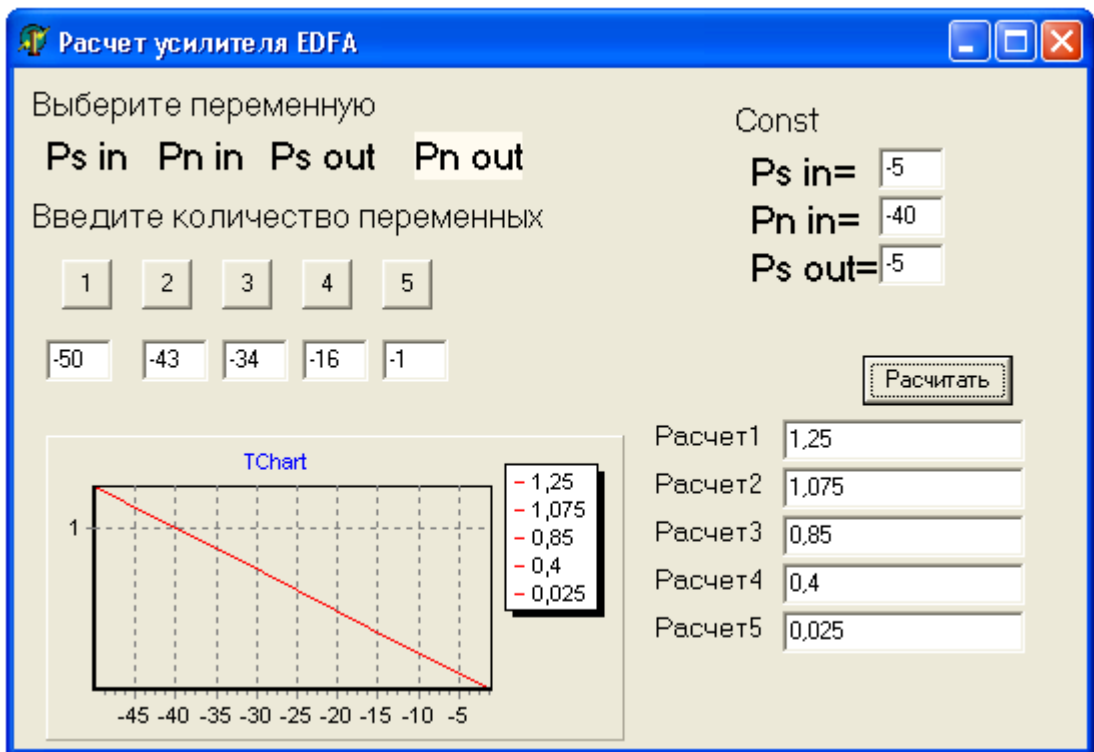 Расчет усилителя EDFA
Выберите переменную
Ps in Pn in Ps out Pn out
Введите количество переменных
1 2 3 4 5
-50 -43 -34 -16 -1
Const
Ps in= -5
Pn in= -40
Ps out= -5
Расчитать
TChart
1
-45 -40 -35 -30 -25 -20 -15 -10 -5
1,25
1,075
0,85
0,4
0,025
Расчет1 1,25
Расчет2 1,075
Расчет3 0,85
Расчет4 0,4
Расчет5 0,025